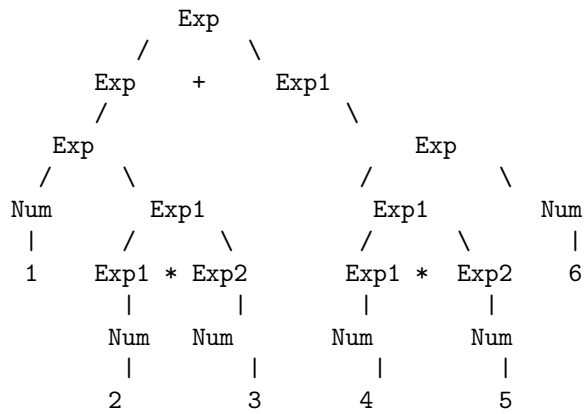 Exp
/ \
Exp + Exp1
/ \
Exp Exp
/ \ / \
Num Exp1 Exp1 Num
| / \ / \ |
1 Exp1 * Exp2 Exp1 * Exp2 6
| | | |
Num Num Num Num
| | | |
2 3 4 5